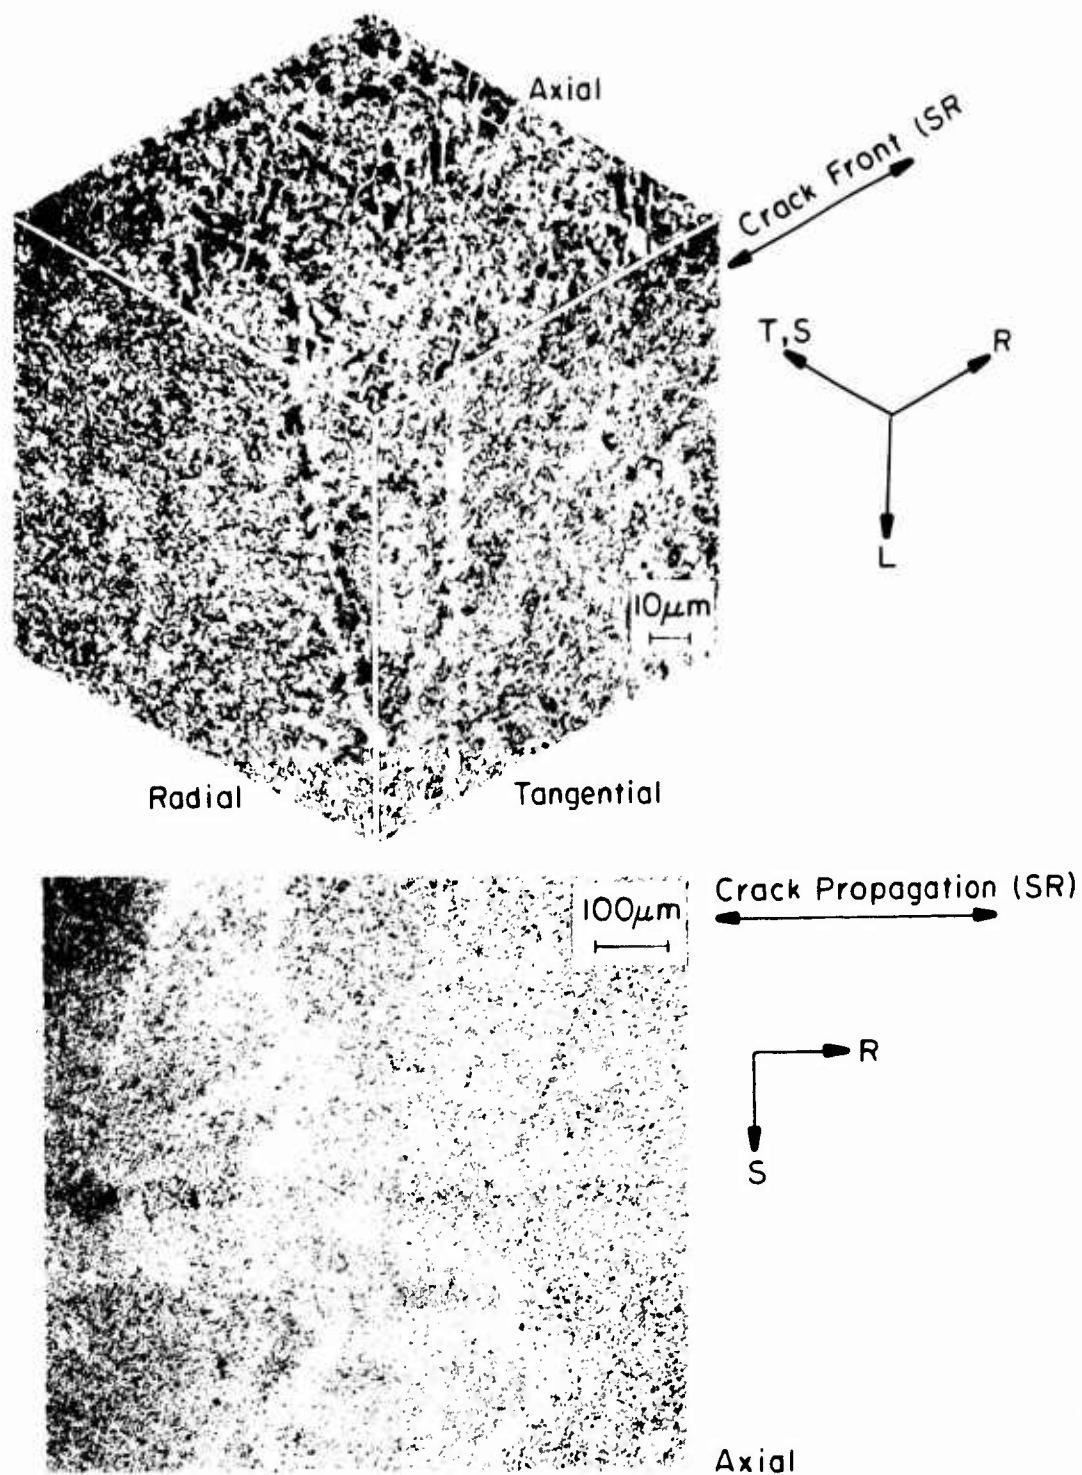 Axial
Crack Front (SR
T,S
R
L
10μm
Radial
Tangential
100μm
Crack Propagation (SR)
R
S
Axial